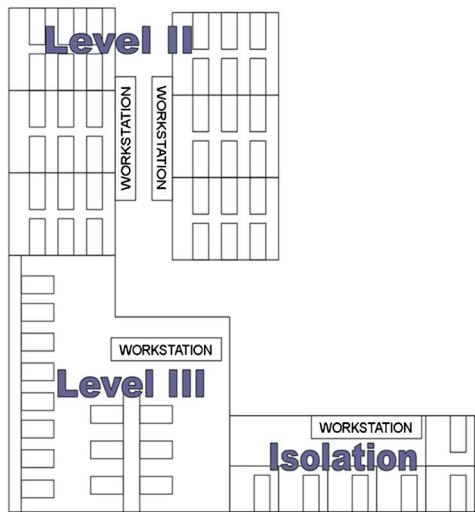 Level II
WORKSTATION
WORKSTATION
WORKSTATION
Level III
WORKSTATION
Isolation